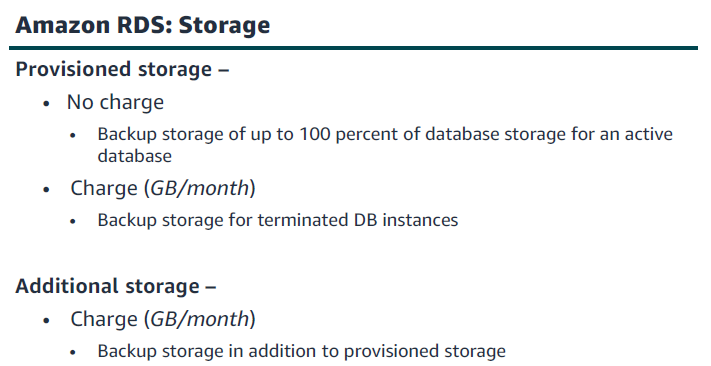 Amazon RDS: Storage
Provisioned storage –
• No charge
• Backup storage of up to 100 percent of database storage for an active
database
• Charge (GB/month)
• Backup storage for terminated DB instances
Additional storage –
• Charge (GB/month)
• Backup storage in addition to provisioned storage